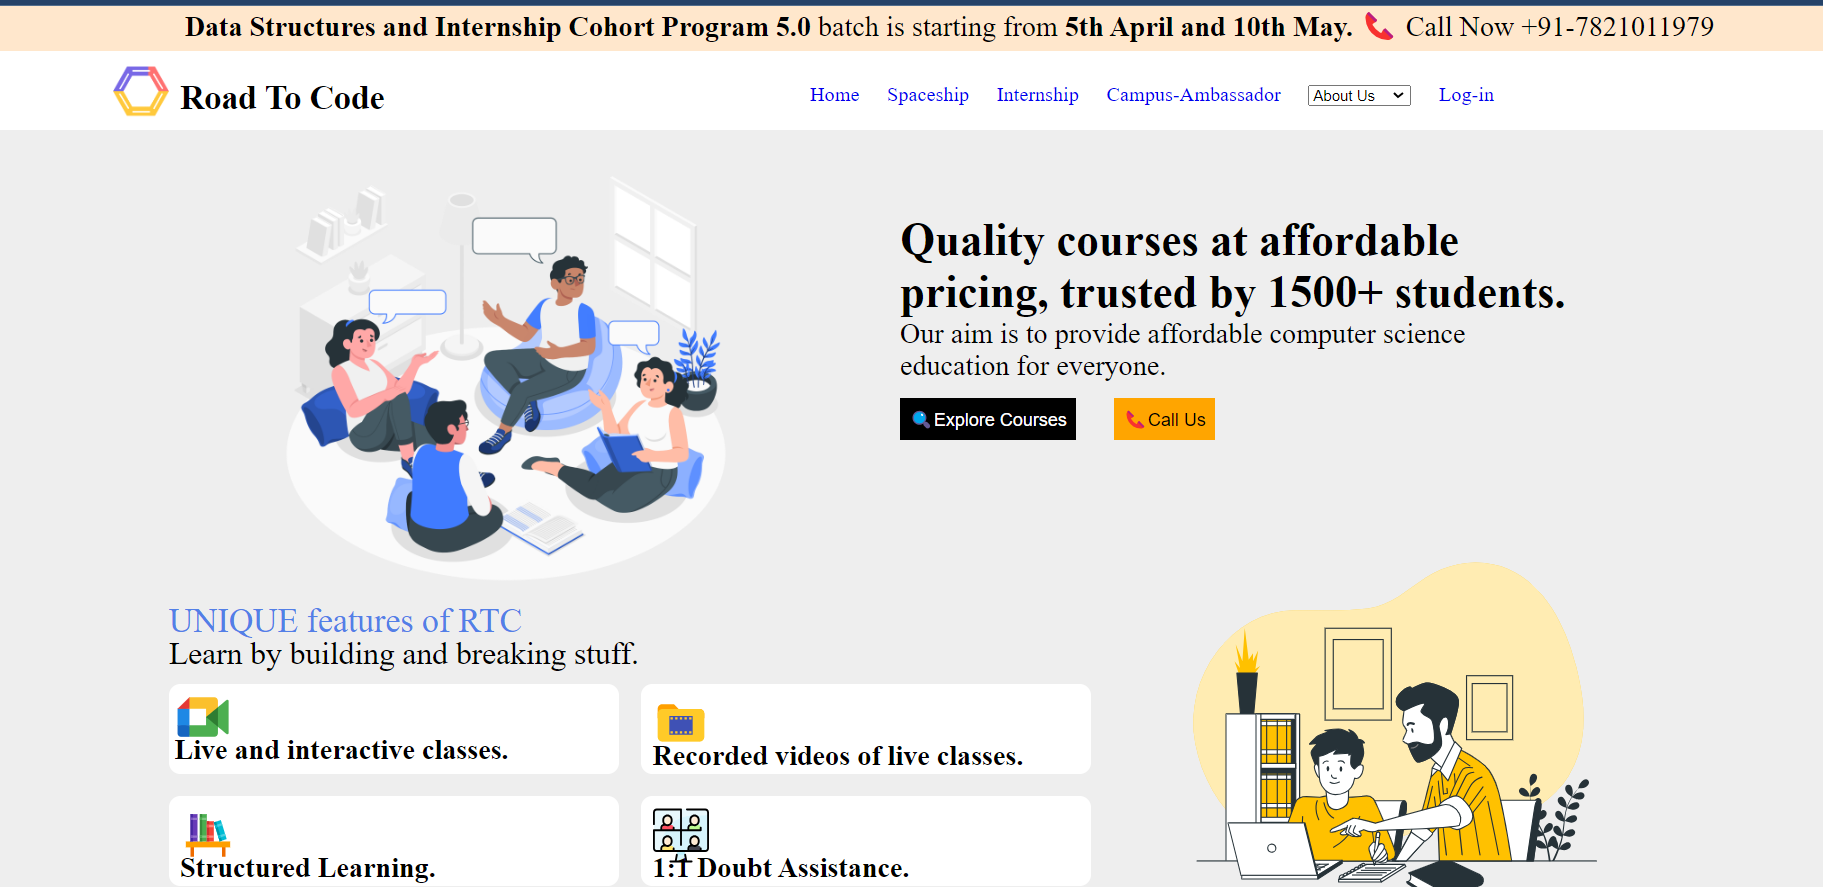 Data Structures and Internship Cohort Program 5.0 batch is starting from 5th April and 10th May. Call Now +91-7821011979
Road To Code
Home Spaceship Internship Campus-Ambassador About Us Log-in
Quality courses at affordable
pricing, trusted by 1500+ students.
Our aim is to provide affordable computer science
education for everyone.
Explore Courses Call Us
UNIQUE features of RTC
Learn by building and breaking stuff.
Live and interactive classes.
Recorded videos of live classes.
Structured Learning.
1:1 Doubt Assistance.